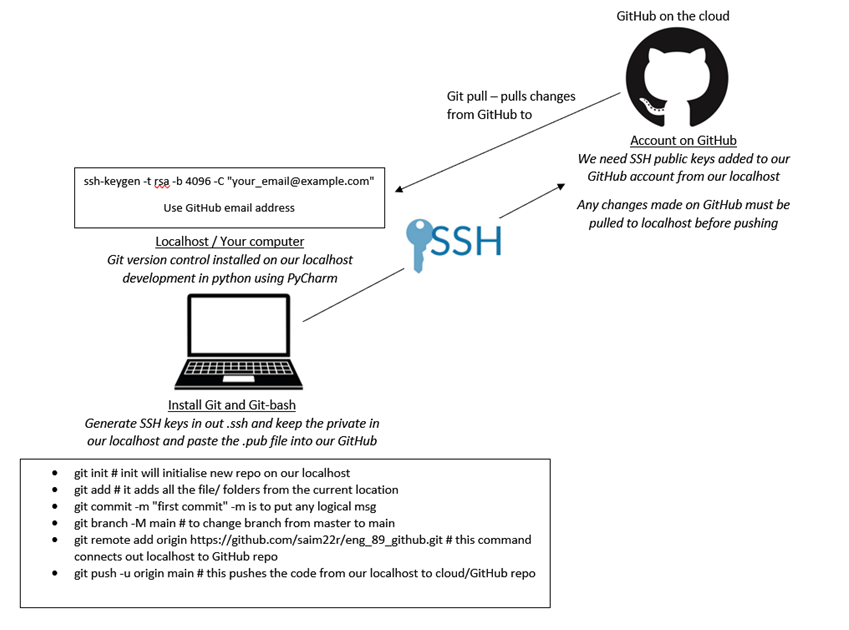 GitHub on the cloud
Git pull – pulls changes
from GitHub to
Account on GitHub
We need SSH public keys added to our
GitHub account from our localhost
Any changes made on GitHub must be
pulled to localhost before pushing
ssh-keygen -t rsa -b 4096 -C "your_email@example.com"
Use GitHub email address
SSH
Localhost / Your computer
Git version control installed on our localhost
development in python using PyCharm
Install Git and Git-bash
Generate SSH keys in out .ssh and keep the private in
our localhost and paste the .pub file into our GitHub
• git init # init will initialise new repo on our localhost
• git add # it adds all the file/ folders from the current location
• git commit -m "first commit" -m is to put any logical msg
• git branch -M main # to change branch from master to main
• git remote add origin https://github.com/saim22r/eng_89_github.git # this command
connects out localhost to GitHub repo
• git push -u origin main # this pushes the code from our localhost to cloud/GitHub repo